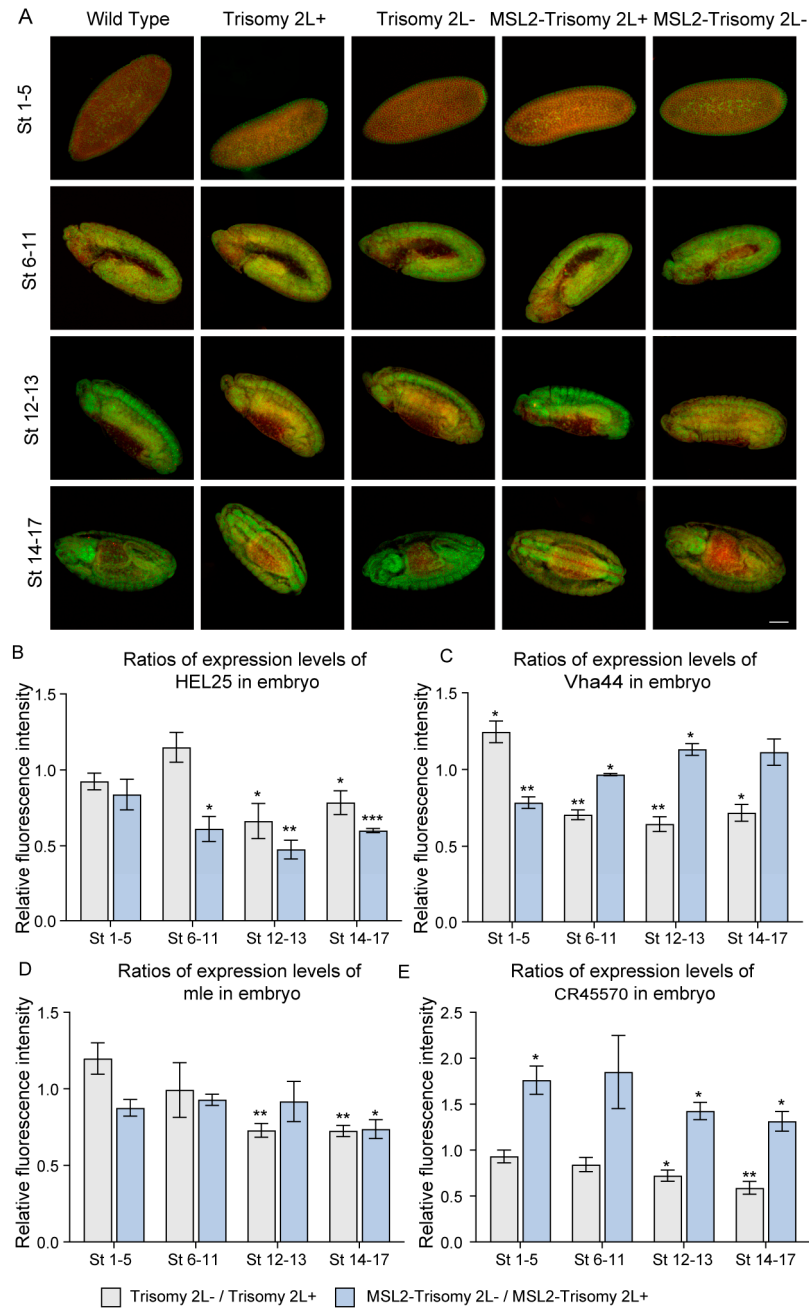 A
Wild Type
Trisomy 2L+
Trisomy 2L-
MSL2-Trisomy 2L+
MSL2-Trisomy 2L-
St 1-5
St 6-11
St 12-13
St 14-17
B
Ratios of expression levels of
HEL25 in embryo
Relative fluorescence intensity
1.5
1.0
0.5
0.0
*
*
**
*
***
St 1-5
St 6-11
St 12-13
St 14-17
C
Ratios of expression levels of
Vha44 in embryo
Relative fluorescence intensity
1.5
1.0
0.5
0.0
*
**
**
*
**
*
*
St 1-5
St 6-11
St 12-13
St 14-17
D
Ratios of expression levels of
mle in embryo
Relative fluorescence intensity
1.5
1.0
0.5
0.0
**
**
*
St 1-5
St 6-11
St 12-13
St 14-17
E
Ratios of expression levels of
CR45570 in embryo
Relative fluorescence intensity
2.5
2.0
1.5
1.0
0.5
0.0
*
*
*
**
*
St 1-5
St 6-11
St 12-13
St 14-17
Trisomy 2L- / Trisomy 2L+
MSL2-Trisomy 2L- / MSL2-Trisomy 2L+